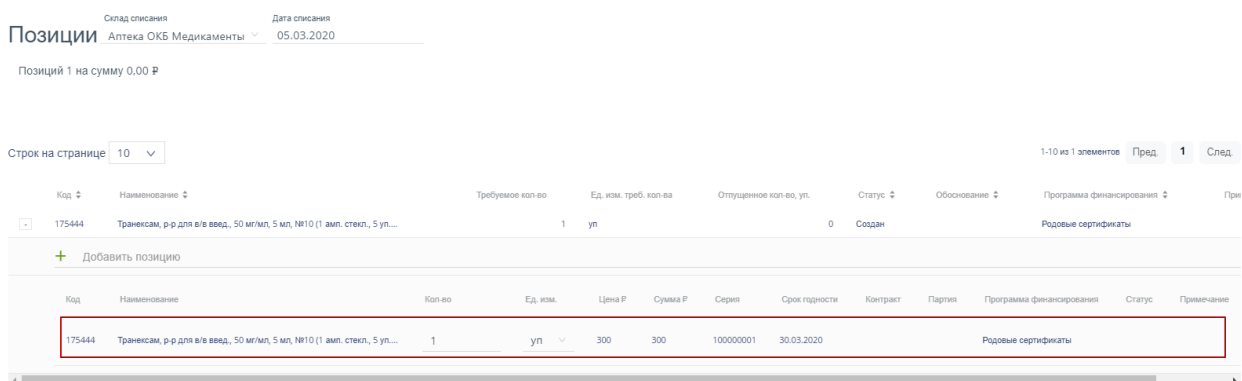 Склад списания Дата списания
Позиции Аптека ОКБ Медикаменты 05.03.2020
Позиций 1 на сумму 0,00 ₽
Строк на странице 10 1-10 из 1 элементов Пред. 1 След.
Код Наименование Требуемое кол-во Ед. изм. треб. кол-ва Отпущенное кол-во, уп. Статус Обоснование Программа финансирования При
- 175444 Транексам, р-р для в/в введ., 50 мг/мл, 5 мл, №10 (1 амп. стекл., 5 уп.... 1 уп 0 Создан Родовые сертификаты
+ Добавить позицию
Код Наименование Кол-во Ед. изм. Цена ₽ Сумма ₽ Серия Срок годности Контракт Партия Программа финансирования Статус Примечание
175444 Транексам, р-р для в/в введ., 50 мг/мл, 5 мл, №10 (1 амп. стекл., 5 уп.... 1 уп 300 300 100000001 30.03.2020 Родовые сертификаты